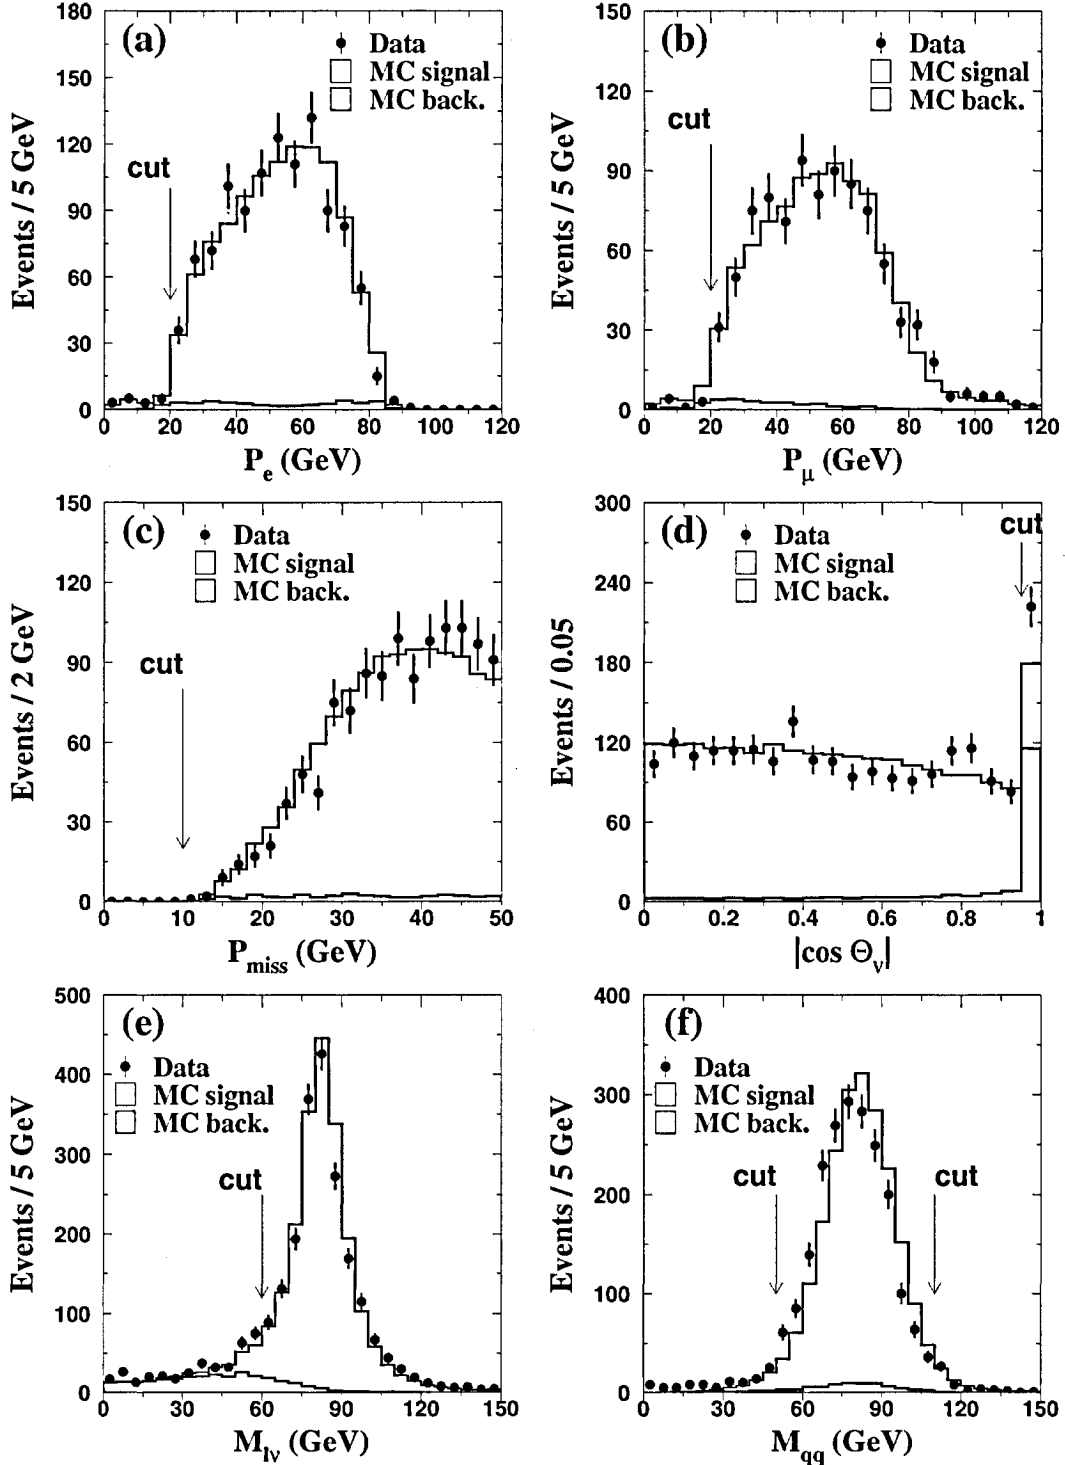 (a)
Data
MC signal
MC back.
cut
Events / 5 GeV
180
150
120
90
60
30
0
0 20 40 60 80 100 120
P_e (GeV)
(b)
Data
MC signal
MC back.
cut
Events / 5 GeV
150
120
90
60
30
0
0 20 40 60 80 100 120
P_μ (GeV)
(c)
Data
MC signal
MC back.
cut
Events / 2 GeV
150
120
90
60
30
0
0 10 20 30 40 50
P_miss (GeV)
(d)
Data
MC signal
MC back.
cut
Events / 0.05
300
240
180
120
60
0
0 0.2 0.4 0.6 0.8 1
|cos Θ_ν|
(e)
Data
MC signal
MC back.
cut
Events / 5 GeV
500
400
300
200
100
0
0 30 60 90 120 150
M_lν (GeV)
(f)
Data
MC signal
MC back.
cut
cut
Events / 5 GeV
400
300
200
100
0
0 30 60 90 120 150
M_qq (GeV)